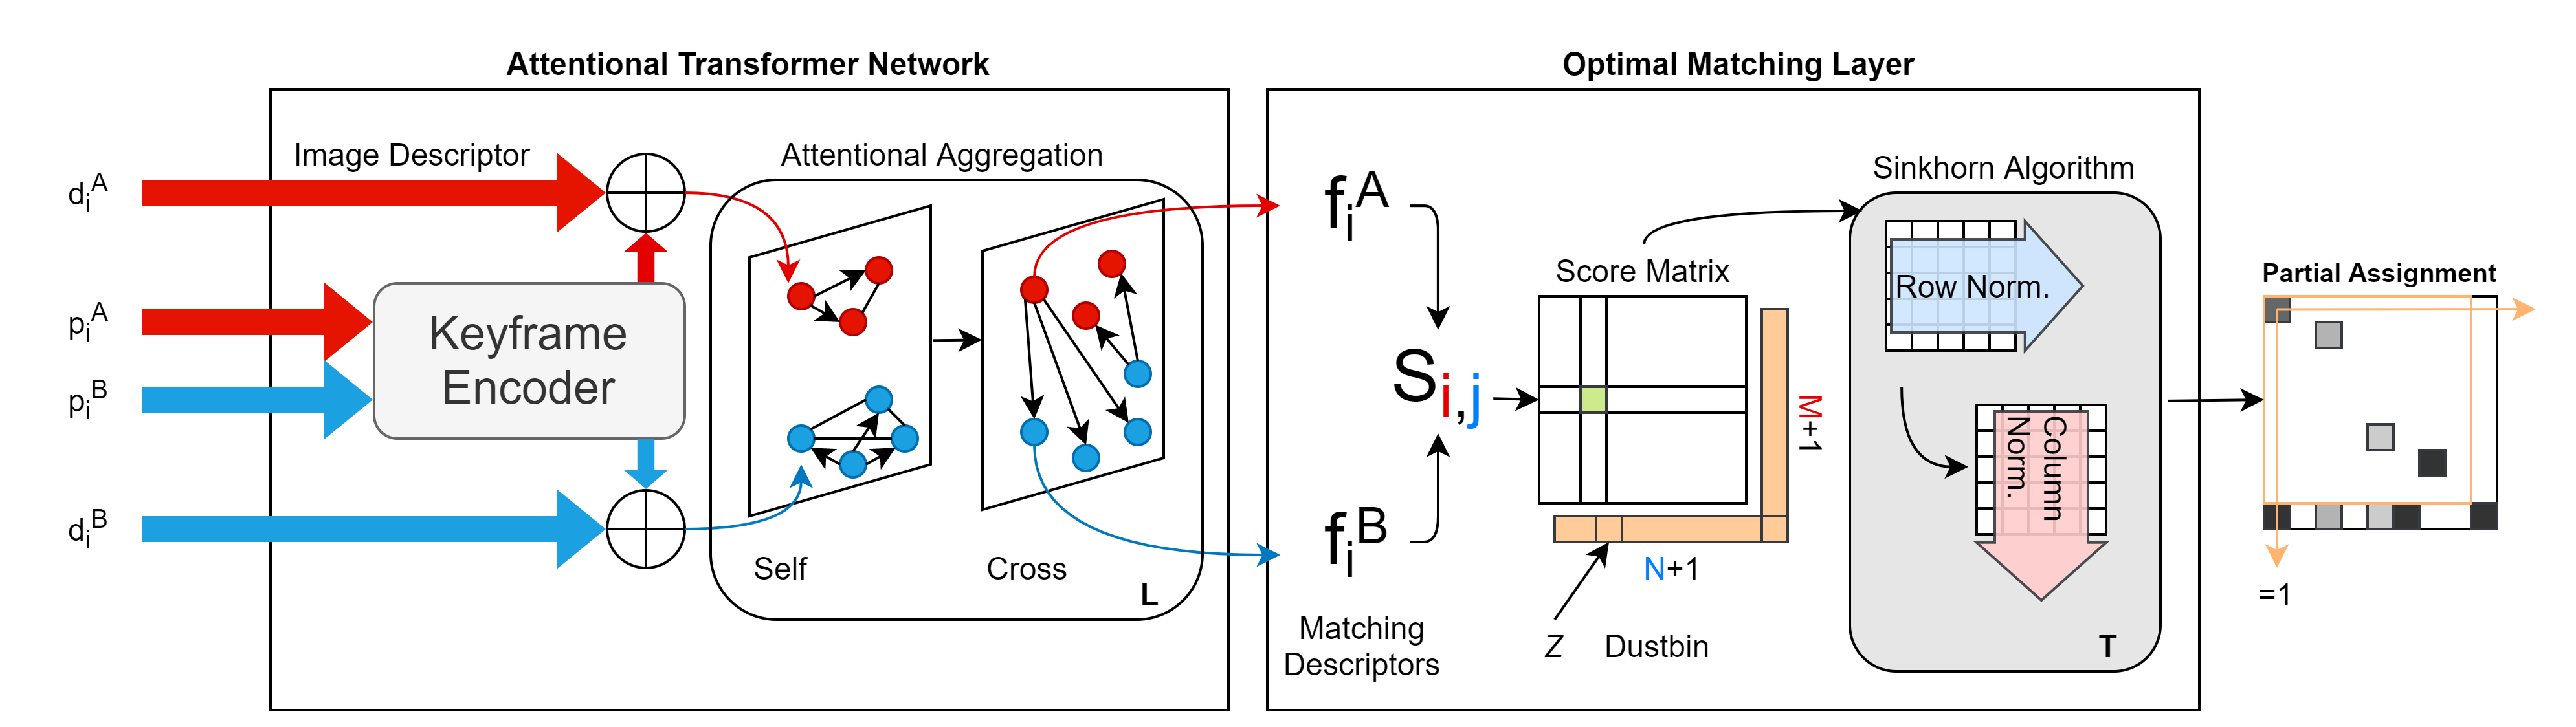 Attentional Transformer Network
Optimal Matching Layer
Image Descriptor
Attentional Aggregation
d_i^A
p_i^A
p_i^B
d_i^B
Keyframe
Encoder
Self
Cross
L
f_i^A
S_i,j
f_i^B
Matching
Descriptors
Score Matrix
M+1
N+1
Z
Dustbin
Sinkhorn Algorithm
Row Norm.
Column
Norm.
T
Partial Assignment
=1